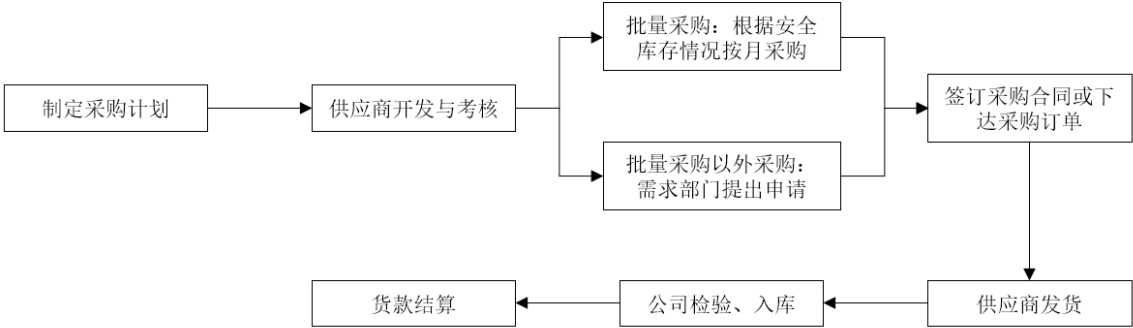 制定采购计划
供应商开发与考核
批量采购：根据安全
库存情况按月采购
批量采购以外采购：
需求部门提出申请
签订采购合同或下
达采购订单
供应商发货
公司检验、入库
货款结算